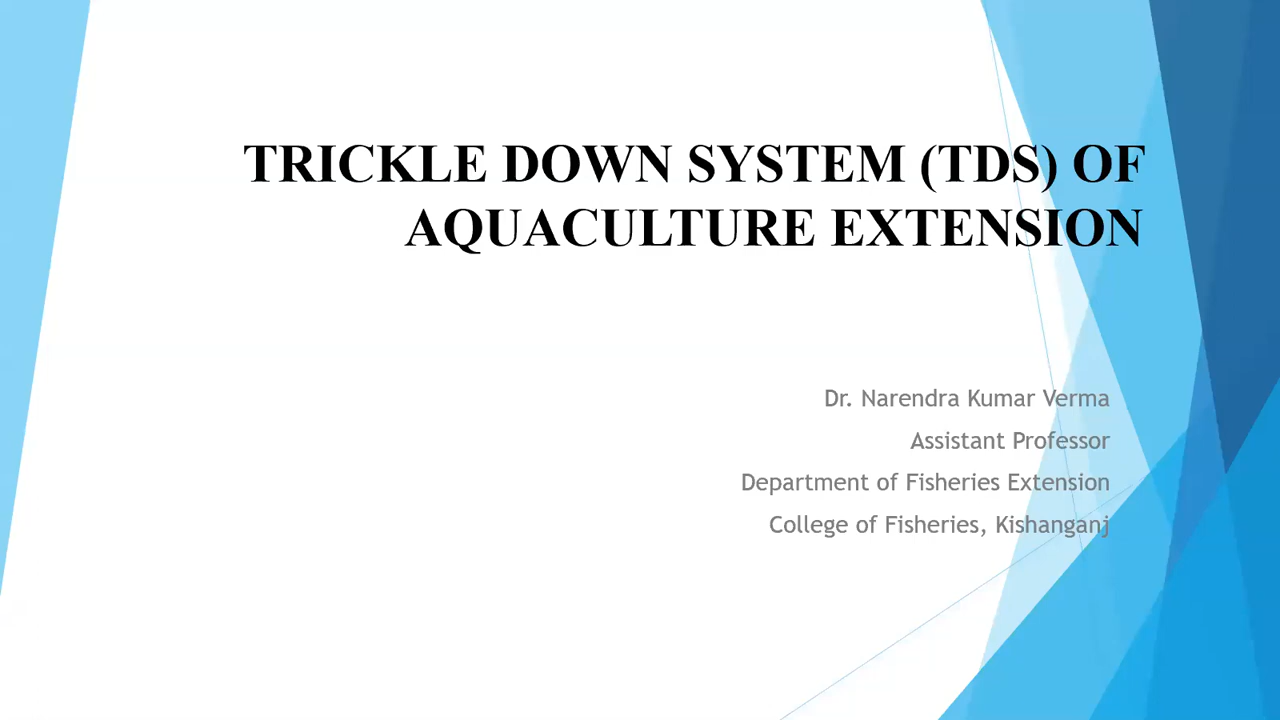 TRICKLE DOWN SYSTEM (TDS) OF
AQUACULTURE EXTENSION
Dr. Narendra Kumar Verma
Assistant Professor
Department of Fisheries Extension
College of Fisheries, Kishanganj